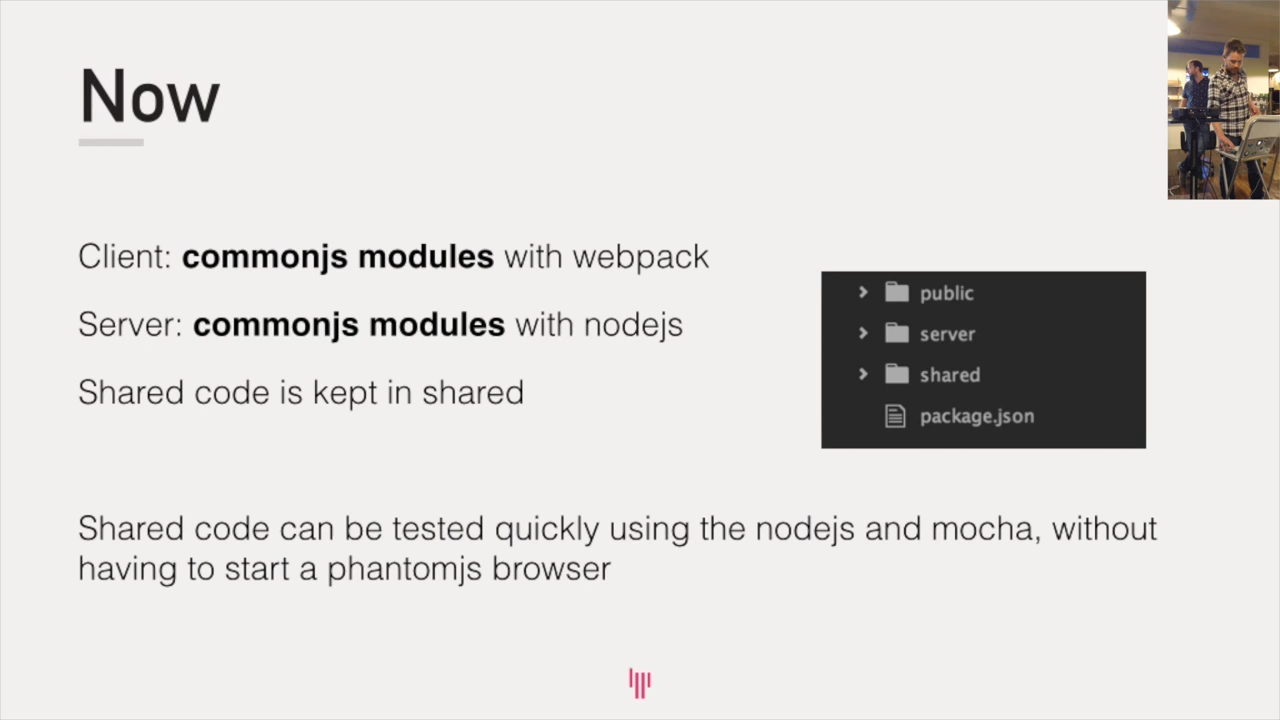 Now
Client: commonjs modules with webpack
Server: commonjs modules with nodejs
Shared code is kept in shared
public
server
shared
package.json
Shared code can be tested quickly using the nodejs and mocha, without
having to start a phantomjs browser